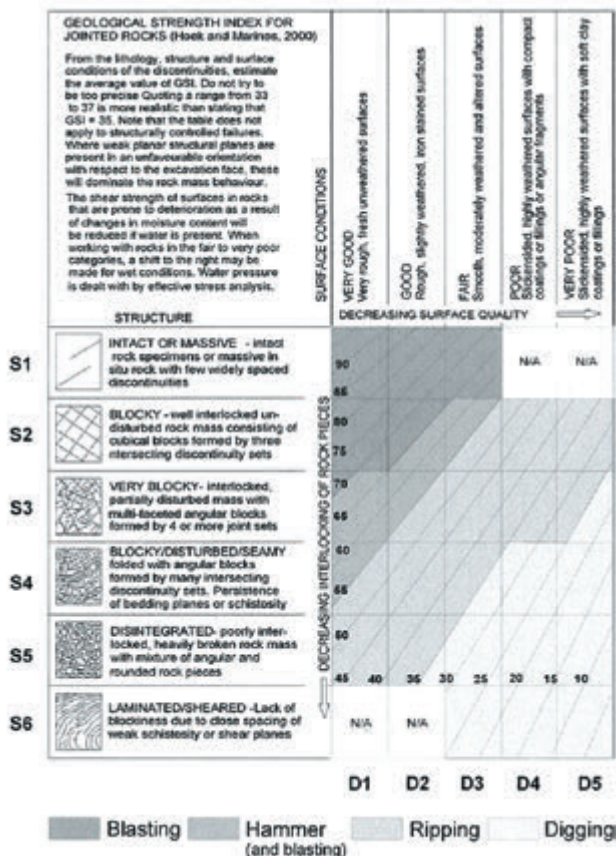 GEOLOGICAL STRENGTH INDEX FOR
JOINTED ROCKS (Hoek and Marinos, 2000)
From the lithology, structure and surface
conditions of the discontinuities, estimate
the average value of GSI. Do not try to
be too precise Quoting a range from 33
to 37 is more realistic than stating that
GSI = 35. Note that the table does not
apply to structurally controlled failures.
Where weak planar structural planes are
present in an unfavourable orientation
with respect to the excavation face, these
will dominate the rock mass behaviour.
The shear strength of surfaces in rocks
that are prone to deterioration as a result
of changes in moisture content will
be reduced if water is present. When
working with rocks in the fair to very poor
categories, a shift to the right may be
made for wet conditions. Water pressure
is dealt with by effective stress analysis.
SURFACE CONDITIONS
VERY GOOD
Very rough, fresh unweathered surfaces
GOOD
Rough, slightly weathered, iron stained surfaces
FAIR
Smooth, moderately weathered and altered surfaces
POOR
Slickensided, highly weathered surfaces with compact
coatings or fillings or angular fragments
VERY POOR
Slickensided, highly weathered surfaces with soft clay
coatings or fillings
STRUCTURE
DECREASING SURFACE QUALITY
DECREASING INTERLOCKING OF ROCK PIECES
S1
INTACT OR MASSIVE - intact
rock specimens or massive in
situ rock with few widely spaced
discontinuities
90
85
N/A
N/A
S2
BLOCKY - well interlocked un-
disturbed rock mass consisting of
cubical blocks formed by three
ntersecting discontinuity sets
80
75
S3
VERY BLOCKY- interlocked,
partially disturbed mass with
multi-faceted angular blocks
formed by 4 or more joint sets
70
65
S4
BLOCKY/DISTURBED/SEAMY
folded with angular blocks
formed by many intersecting
discontinuity sets. Persistence
of bedding planes or schistosity
60
55
S5
DISINTEGRATED- poorly inter-
locked, heavily broken rock mass
with mixture of angular and
rounded rock pieces
50
45 40 35 30 25 20 15 10
S6
LAMINATED/SHEARED -Lack of
blockiness due to close spacing of
weak schistosity or shear planes
N/A
N/A
D1 D2 D3 D4 D5
Blasting
Hammer
(and blasting)
Ripping
Digging